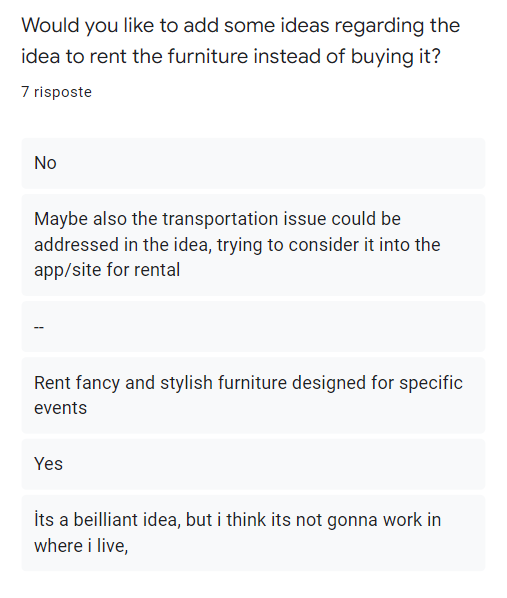 Would you like to add some ideas regarding the
idea to rent the furniture instead of buying it?
7 risposte
No
Maybe also the transportation issue could be
addressed in the idea, trying to consider it into the
app/site for rental
--
Rent fancy and stylish furniture designed for specific
events
Yes
İts a beilliant idea, but i think its not gonna work in
where i live,